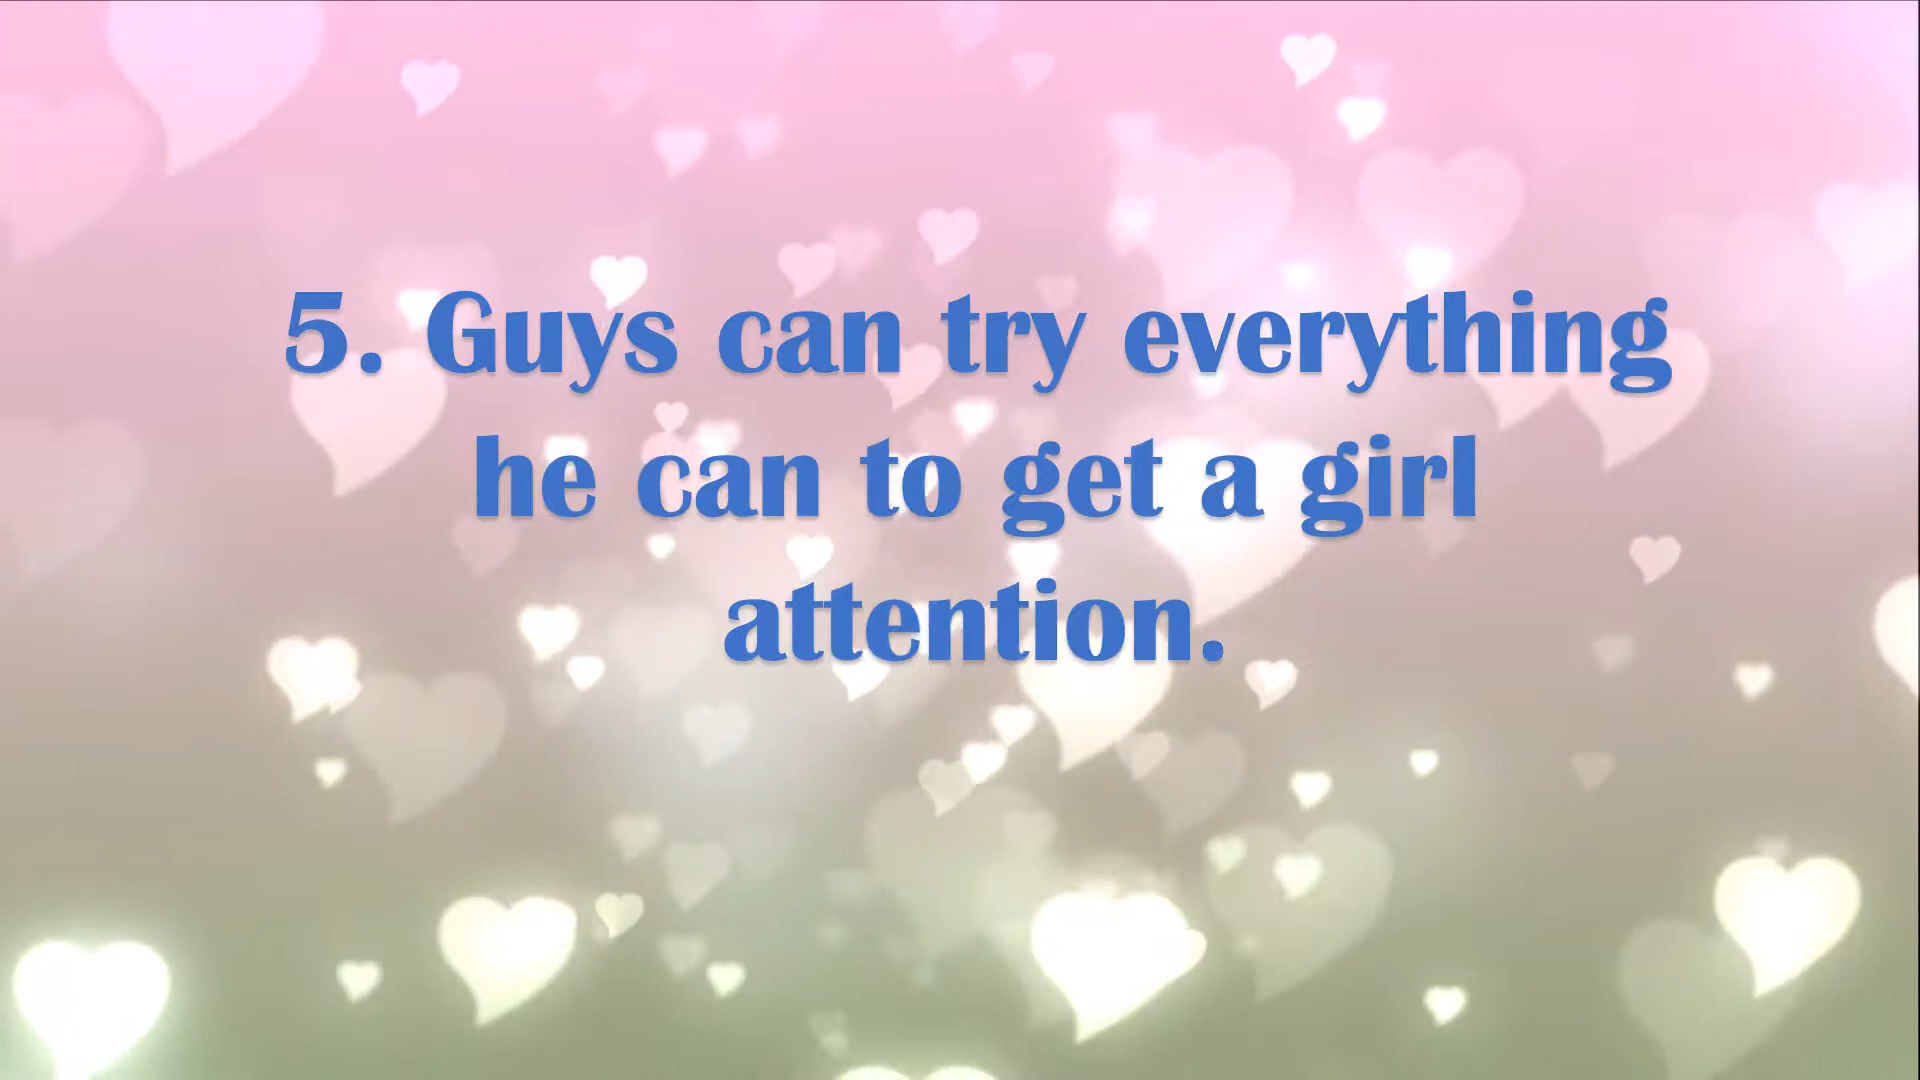 5. Guys can try everything
he can to get a girl
attention.